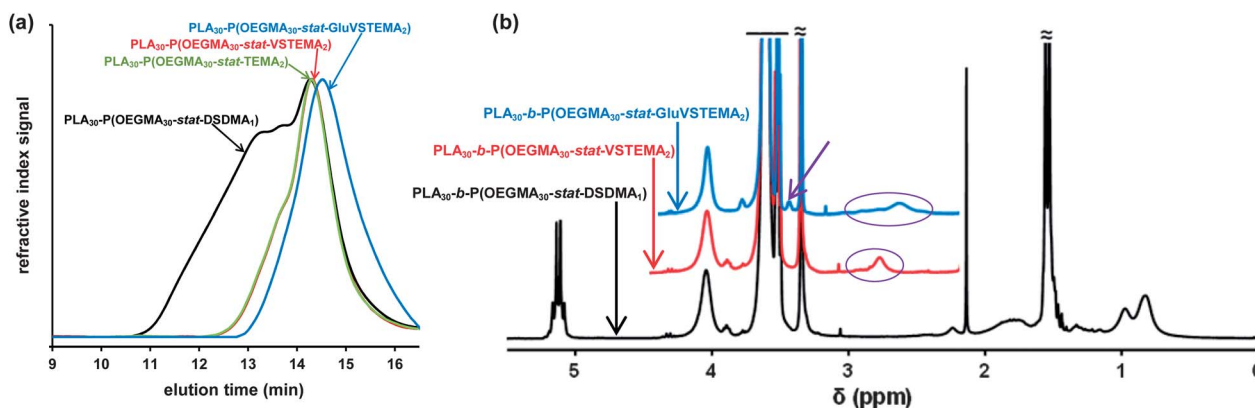 (a)
PLA₃₀-P(OEGMA₃₀-stat-GluVSTEMA₂)
PLA₃₀-P(OEGMA₃₀-stat-VSTEMA₂)
PLA₃₀-P(OEGMA₃₀-stat-TEMA₂)
PLA₃₀-P(OEGMA₃₀-stat-DSDMA₁)
refractive index signal
9 10 11 12 13 14 15 16
elution time (min)
(b)
≈ ≈
PLA₃₀-b-P(OEGMA₃₀-stat-GluVSTEMA₂)
PLA₃₀-b-P(OEGMA₃₀-stat-VSTEMA₂)
PLA₃₀-b-P(OEGMA₃₀-stat-DSDMA₁)
5 4 3 2 1 0
δ (ppm)